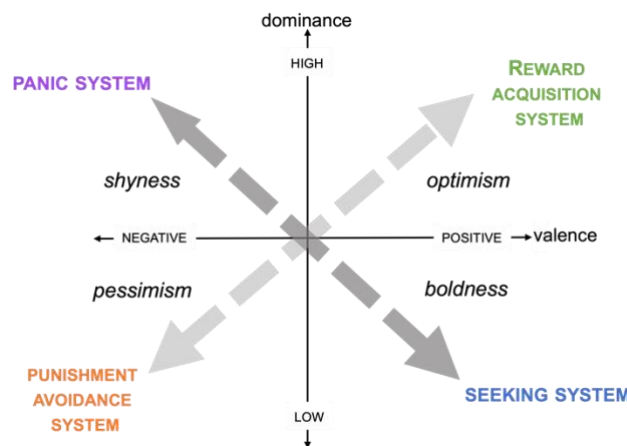 dominance
HIGH
PANIC SYSTEM
REWARD
ACQUISITION
SYSTEM
shyness
optimism
NEGATIVE
POSITIVE
valence
pessimism
boldness
PUNISHMENT
AVOIDANCE
SYSTEM
SEEKING SYSTEM
LOW